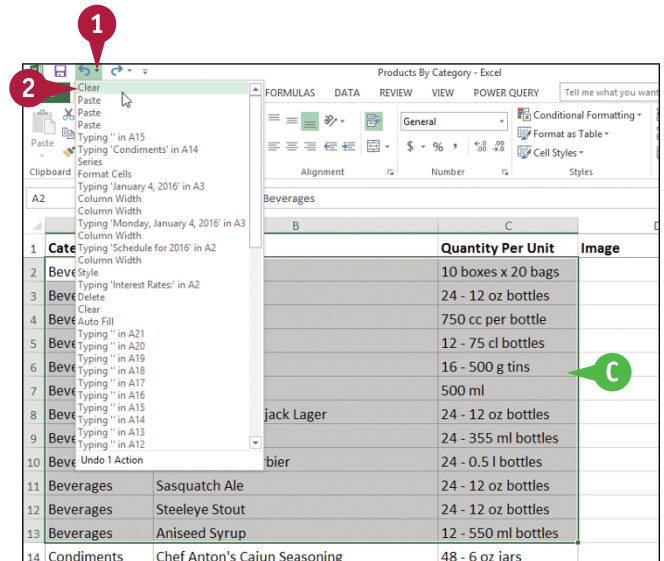 1
2
Products By Category - Excel
FORMULAS DATA REVIEW VIEW POWER QUERY Tell me what you want
Paste
Clipboard
General
$ % ,
Alignment
Number
Conditional Formatting
Format as Table
Cell Styles
Styles
Clear
Paste
Paste
Paste
Typing '' in A15
Typing 'Condiments' in A14
Series
Format Cells
Typing 'January 4, 2016' in A3
Column Width
Column Width
Typing 'Monday, January 4, 2016' in A3
Column Width
Typing 'Schedule for 2016' in A2
Column Width
Style
Typing 'Interest Rates:' in A2
Delete
Clear
Auto Fill
Typing '' in A21
Typing '' in A20
Typing '' in A19
Typing '' in A18
Typing '' in A17
Typing '' in A16
Typing '' in A15
Typing '' in A14
Typing '' in A13
Typing '' in A12
Undo 1 Action
A2 Beverages
B C D
1 Cate Quantity Per Unit Image
2 Beve 10 boxes x 20 bags
3 Beve 24 - 12 oz bottles
4 Beve 750 cc per bottle
5 Beve 12 - 75 cl bottles
6 Beve 16 - 500 g tins
7 Beve 500 ml
8 Beve jack Lager 24 - 12 oz bottles
9 Beve 24 - 355 ml bottles
10 Beve bier 24 - 0.5 l bottles
11 Beverages Sasquatch Ale 24 - 12 oz bottles
12 Beverages Steeleye Stout 24 - 12 oz bottles
13 Beverages Aniseed Syrup 12 - 550 ml bottles
14 Condiments Chef Anton's Cajun Seasoning 48 - 6 oz jars
C